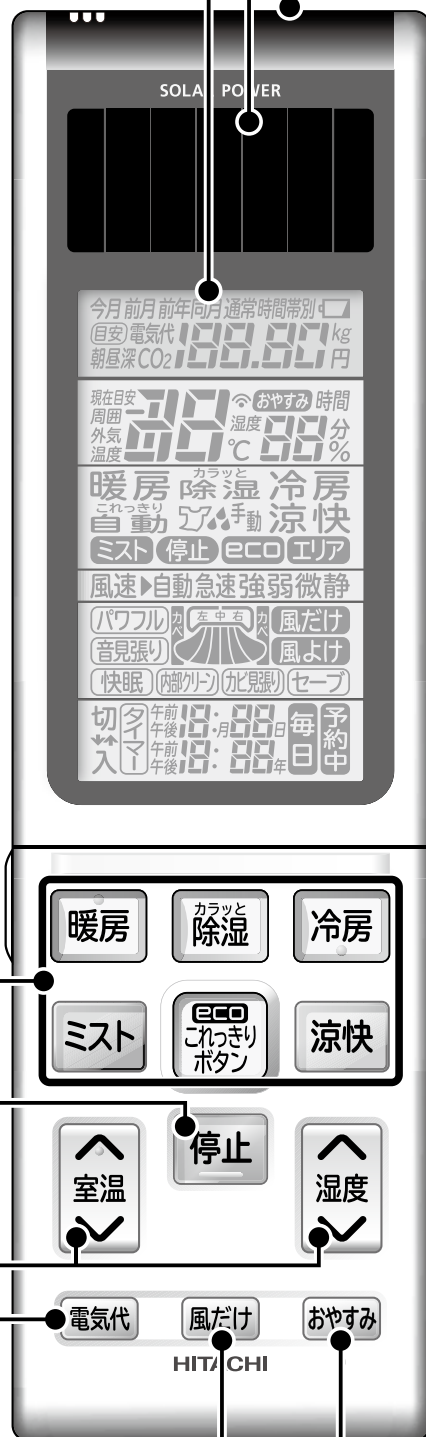 SOLAR POWER
今月 前月 前年同月 通常時間帯別
目安 電気代 188.80 kg
朝昼深 CO2 円
現在目安 おやすみ 時間
周囲 88 湿度 88 分
外気 ℃ %
温度
暖房 カラッと 除湿 冷房
これっきり 自動 手動 涼快
ミスト 停止 eco エリア
風速▶自動急速強弱微静
パワフル カベ 左 中 右 カベ 風だけ
音見張り 風よけ
快眠 内部クリーン カビ見張り セーブ
切 タイマー 午前 午後 18:月88日 毎日 予約中
入 午前 午後 18:88年
暖房 カラッと 除湿 冷房
ミスト eco これっきり ボタン 涼快
停止
室温 湿度
電気代 風だけ おやすみ
HITACHI